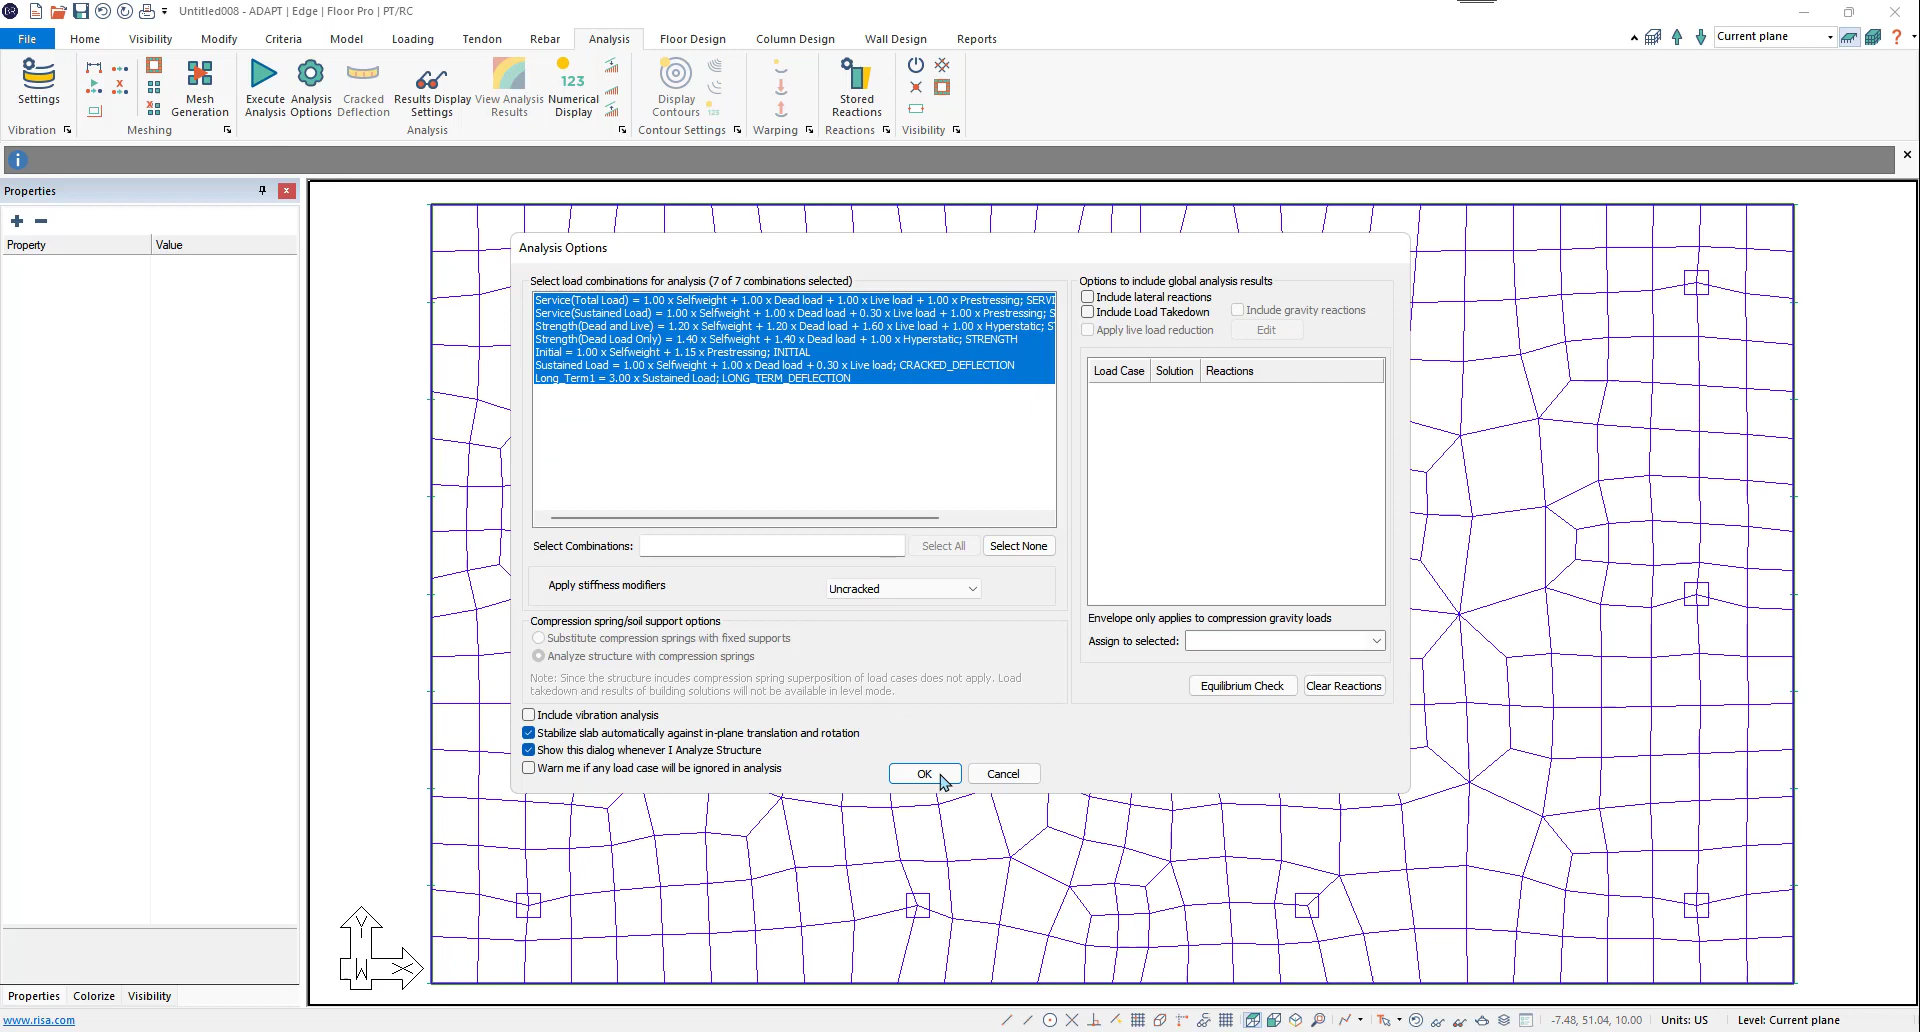 Untitled008 - ADAPT | Edge | Floor Pro | PT/RC
File Home Visibility Modify Criteria Model Loading Tendon Rebar Analysis Floor Design Column Design Wall Design Reports Current plane
Settings
Mesh Generation
Execute Analysis
Analysis Options
Cracked Deflection
Results Display Settings
View Analysis Results
123
Numerical Display
Display Contours
Stored Reactions
Vibration Meshing Analysis Contour Settings Warping Reactions Visibility
Properties
Property Value
Analysis Options
Select load combinations for analysis (7 of 7 combinations selected)
Service(Total Load) = 1.00 x Selfweight + 1.00 x Dead load + 1.00 x Live load + 1.00 x Prestressing; SERVI
Service(Sustained Load) = 1.00 x Selfweight + 1.00 x Dead load + 0.30 x Live load + 1.00 x Prestressing; S
Strength(Dead and Live) = 1.20 x Selfweight + 1.20 x Dead load + 1.60 x Live load + 1.00 x Hyperstatic; ST
Strength(Dead Load Only) = 1.40 x Selfweight + 1.40 x Dead load + 1.00 x Hyperstatic; STRENGTH
Initial = 1.00 x Selfweight + 1.15 x Prestressing; INITIAL
Sustained Load = 1.00 x Selfweight + 1.00 x Dead load + 0.30 x Live load; CRACKED_DEFLECTION
Long_Term1 = 3.00 x Sustained Load; LONG_TERM_DEFLECTION
Select Combinations: Select All Select None
Apply stiffness modifiers Uncracked
Compression spring/soil support options
Substitute compression springs with fixed supports
Analyze structure with compression springs
Note: Since the structure incudes compression spring superposition of load cases does not apply. Load
takedown and results of building solutions will not be available in level mode.
Include vibration analysis
Stabilize slab automatically against in-plane translation and rotation
Show this dialog whenever I Analyze Structure
Warn me if any load case will be ignored in analysis
OK Cancel
Options to include global analysis results
Include lateral reactions
Include Load Takedown Include gravity reactions
Apply live load reduction Edit
Load Case Solution Reactions
Envelope only applies to compression gravity loads
Assign to selected:
Equilibrium Check Clear Reactions
Y
W X
Properties Colorize Visibility
www.risa.com
-7.48, 51.04, 10.00 Units: US Level: Current plane